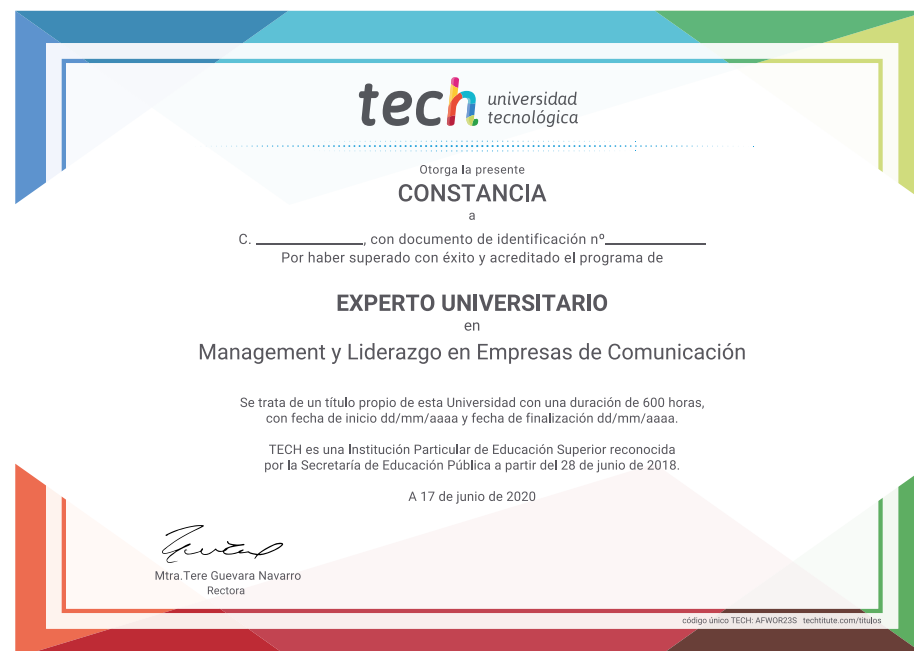 tech universidad
tecnológica
Otorga la presente
CONSTANCIA
a
C. ______________, con documento de identificación nº_____________
Por haber superado con éxito y acreditado el programa de
EXPERTO UNIVERSITARIO
en
Management y Liderazgo en Empresas de Comunicación
Se trata de un título propio de esta Universidad con una duración de 600 horas,
con fecha de inicio dd/mm/aaaa y fecha de finalización dd/mm/aaaa.
TECH es una Institución Particular de Educación Superior reconocida
por la Secretaría de Educación Pública a partir del 28 de junio de 2018.
A 17 de junio de 2020
Mtra.Tere Guevara Navarro
Rectora
código único TECH: AFWOR23S techtitute.com/titulos